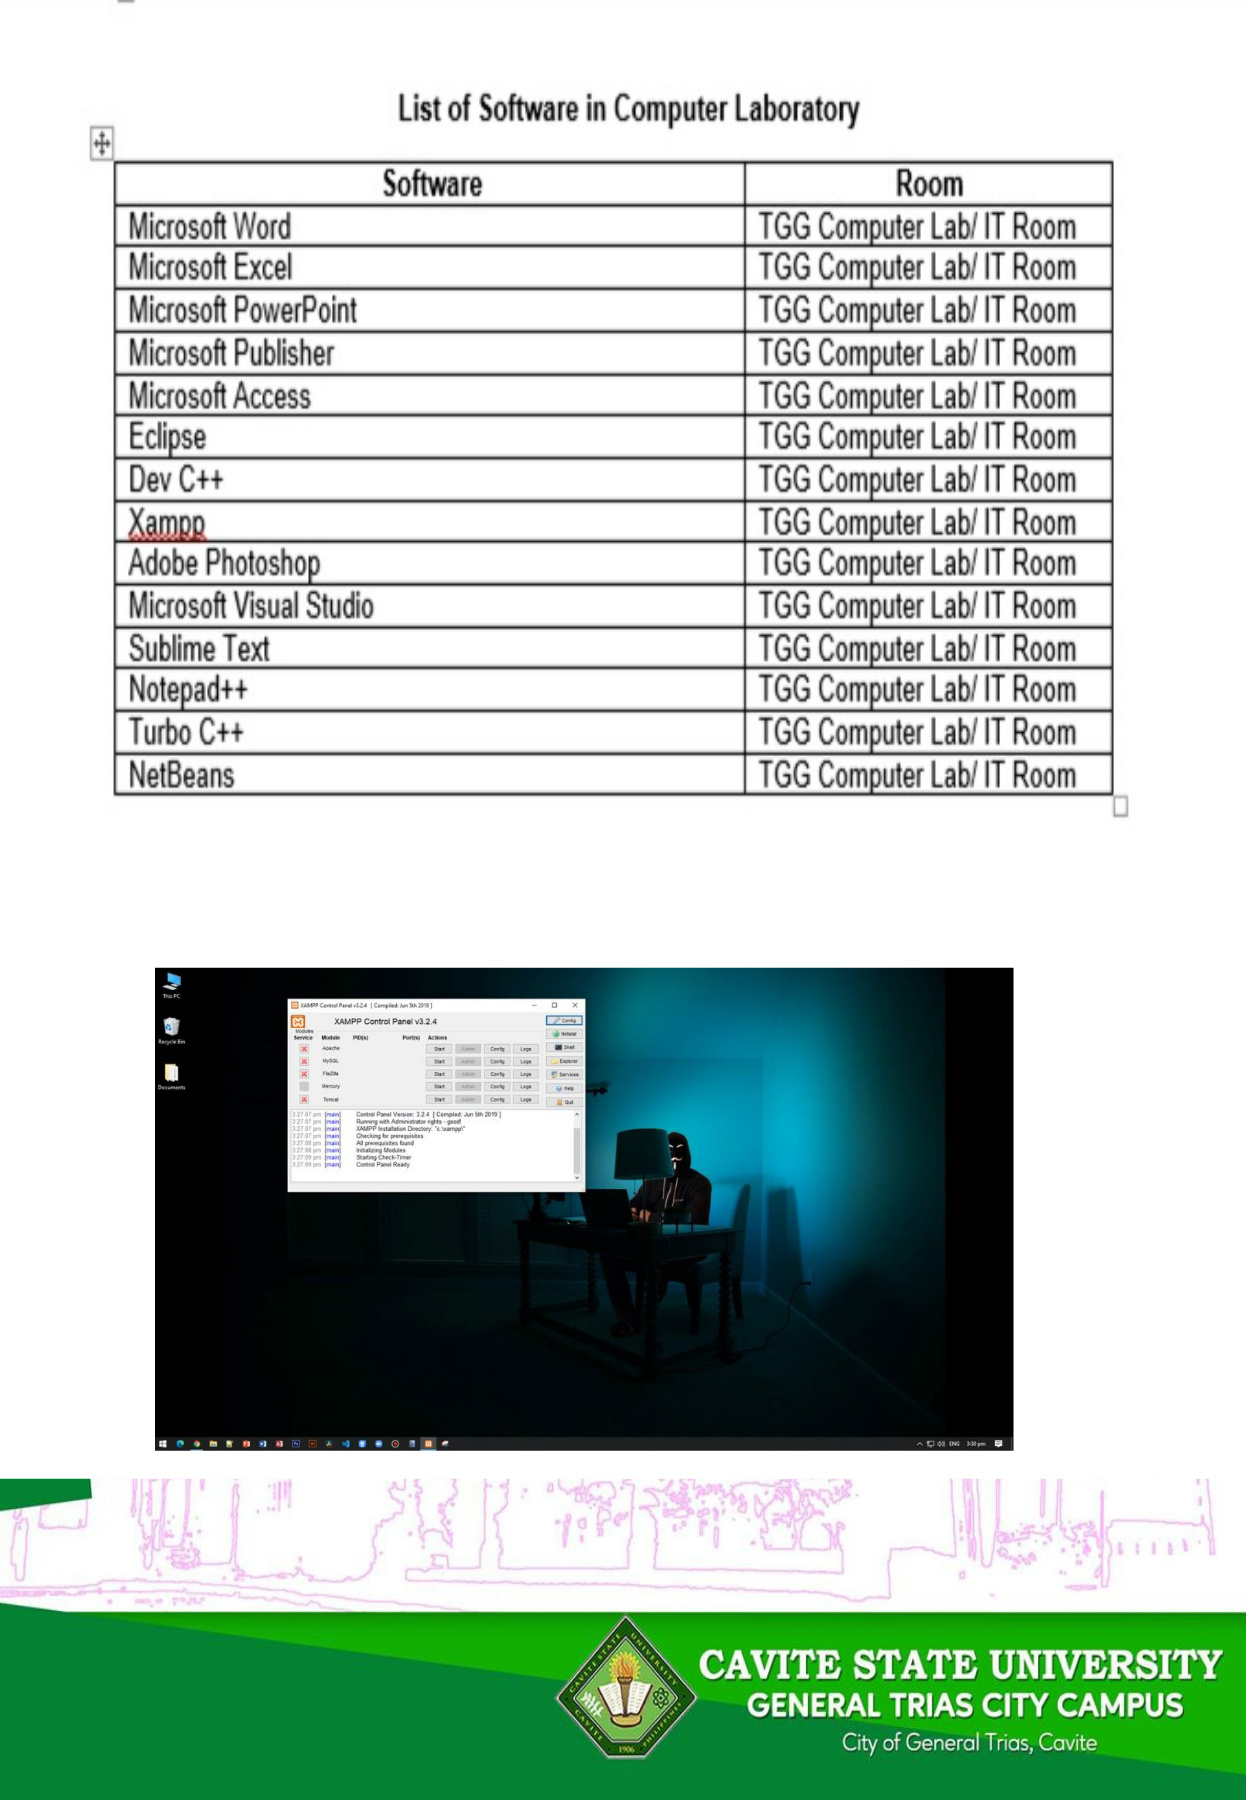 List of Software in Computer Laboratory
Software Room
Microsoft Word TGG Computer Lab/ IT Room
Microsoft Excel TGG Computer Lab/ IT Room
Microsoft PowerPoint TGG Computer Lab/ IT Room
Microsoft Publisher TGG Computer Lab/ IT Room
Microsoft Access TGG Computer Lab/ IT Room
Eclipse TGG Computer Lab/ IT Room
Dev C++ TGG Computer Lab/ IT Room
Xampp TGG Computer Lab/ IT Room
Adobe Photoshop TGG Computer Lab/ IT Room
Microsoft Visual Studio TGG Computer Lab/ IT Room
Sublime Text TGG Computer Lab/ IT Room
Notepad++ TGG Computer Lab/ IT Room
Turbo C++ TGG Computer Lab/ IT Room
NetBeans TGG Computer Lab/ IT Room
This PC
Recycle Bin
Documents
XAMPP Control Panel v3.2.4 [ Compiled: Jun 5th 2019 ]
XAMPP Control Panel v3.2.4 Config
Modules Netstat
Service Module PID(s) Port(s) Actions
Apache Start Admin Config Logs Shell
MySQL Start Admin Config Logs Explorer
FileZilla Start Admin Config Logs Services
Mercury Start Admin Config Logs Help
Tomcat Start Admin Config Logs Quit
3:27:07 pm [main] Control Panel Version: 3.2.4 [ Compiled: Jun 5th 2019 ]
3:27:07 pm [main] Running with Administrator rights - good!
3:27:07 pm [main] XAMPP Installation Directory: "c:\xampp\"
3:27:07 pm [main] Checking for prerequisites
3:27:08 pm [main] All prerequisites found
3:27:08 pm [main] Initializing Modules
3:27:09 pm [main] Starting Check-Timer
3:27:09 pm [main] Control Panel Ready
ENG 3:30 pm
CAVITE STATE UNIVERSITY
CAVITE PHILIPPINES
1906
CAVITE STATE UNIVERSITY
GENERAL TRIAS CITY CAMPUS
City of General Trias, Cavite